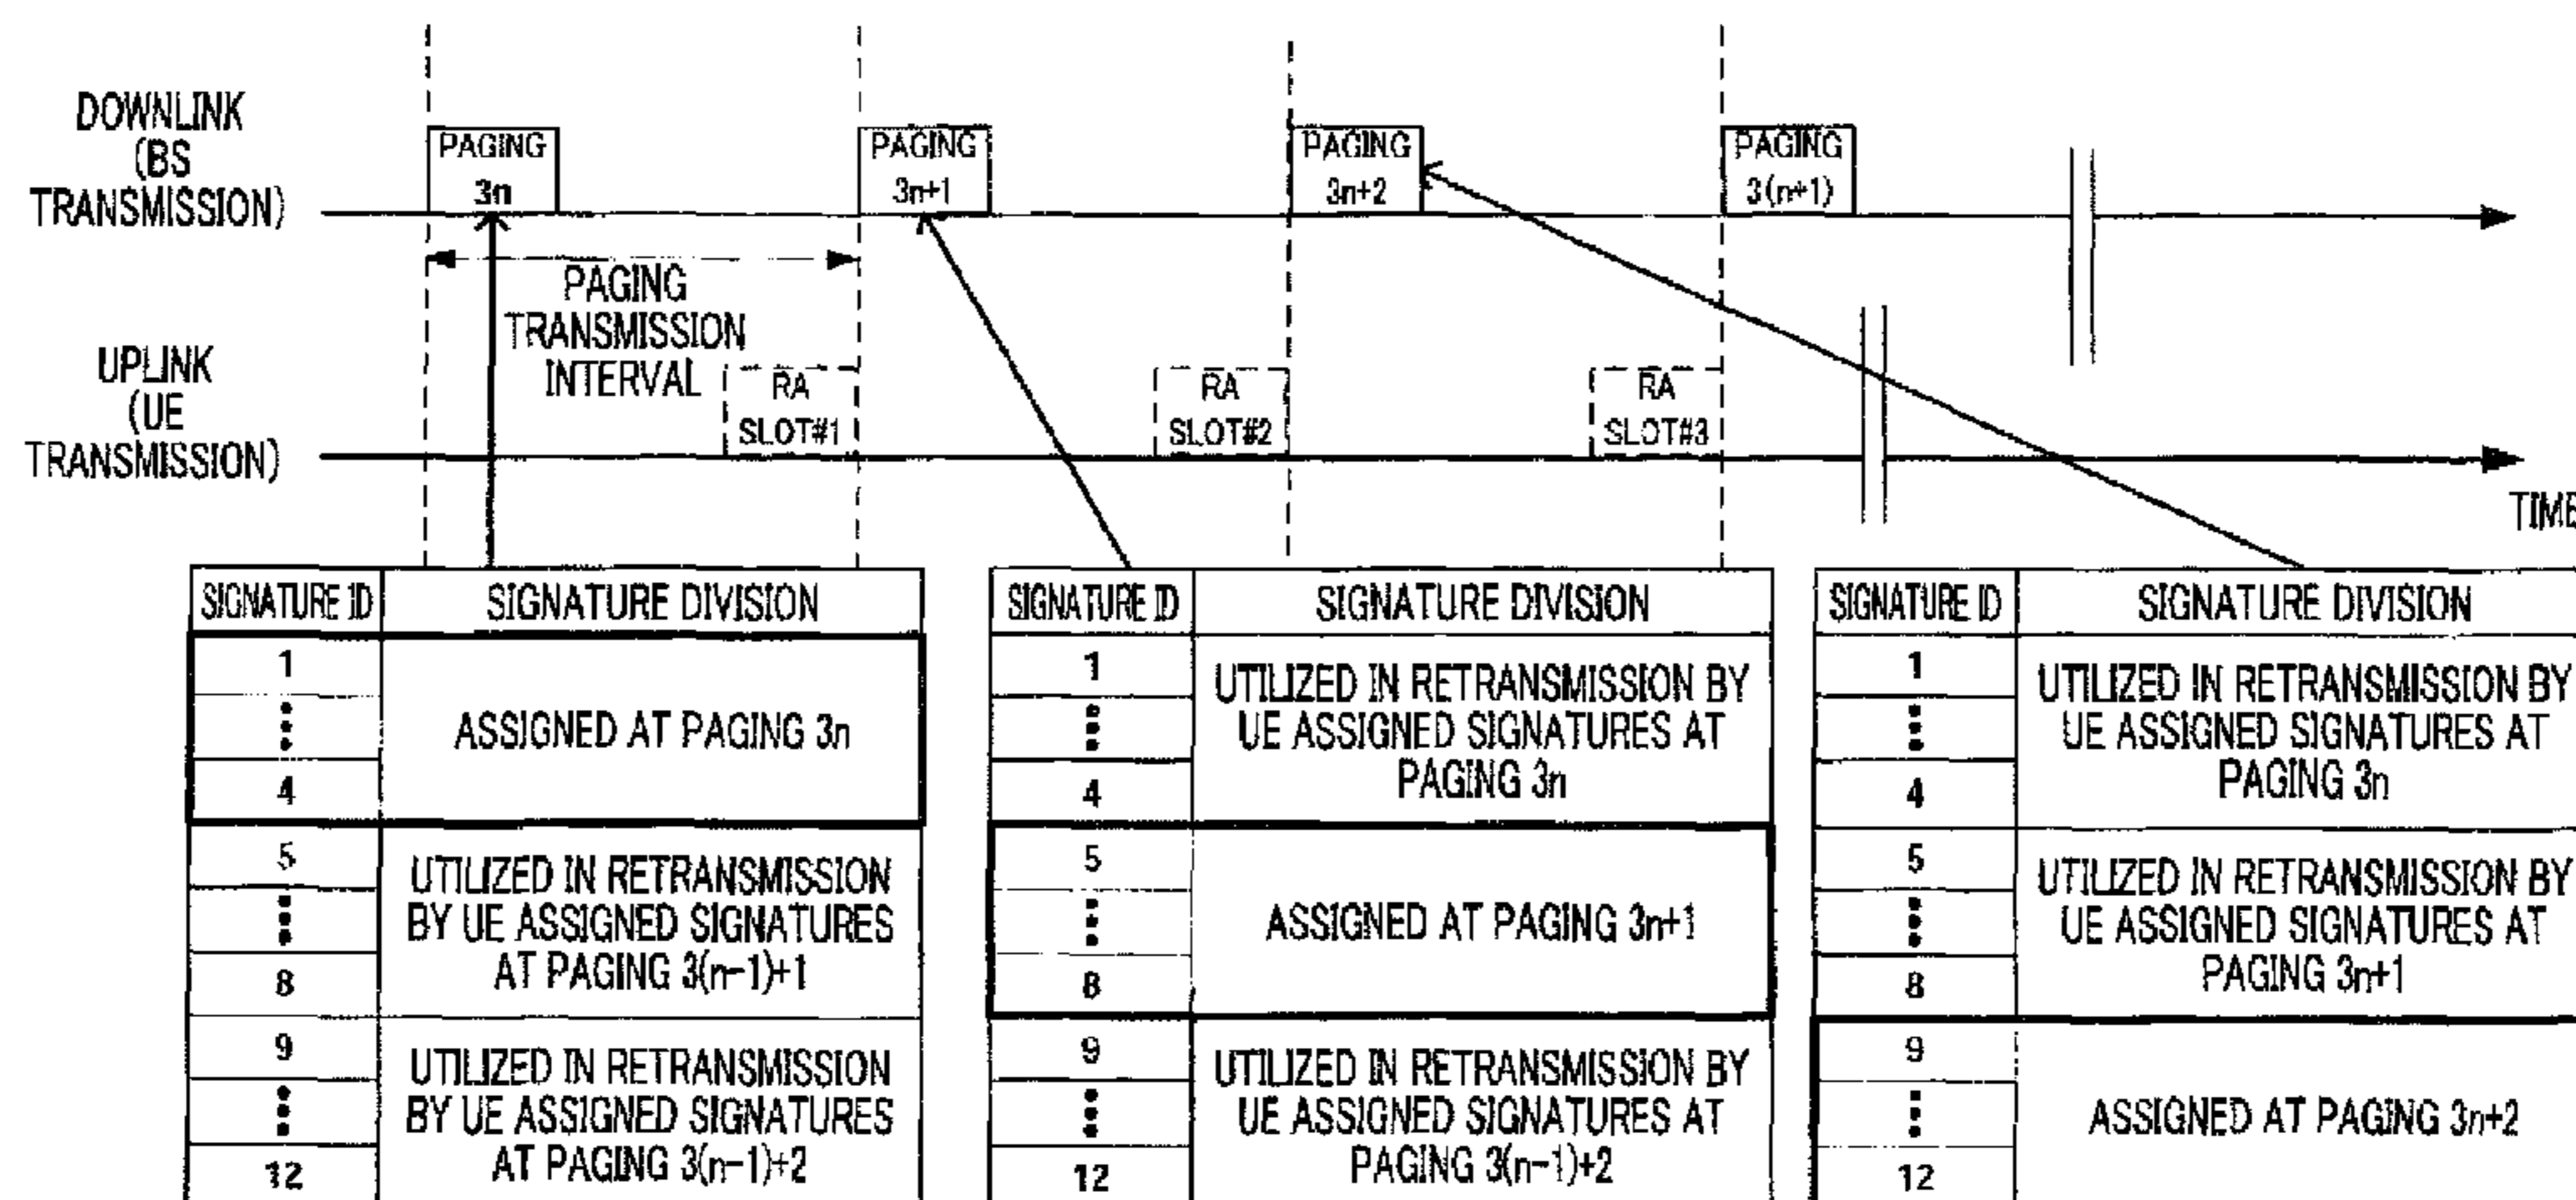 DOWNLINK
(BS
TRANSMISSION)
PAGING
3n
PAGING
3n+1
PAGING
3n+2
PAGING
3(n+1)
PAGING
TRANSMISSION
INTERVAL
UPLINK
(UE
TRANSMISSION)
RA
SLOT#1
RA
SLOT#2
RA
SLOT#3
TIME
SIGNATURE ID
SIGNATURE DIVISION
1
4
ASSIGNED AT PAGING 3n
5
8
UTILIZED IN RETRANSMISSION
BY UE ASSIGNED SIGNATURES
AT PAGING 3(n-1)+1
9
12
UTILIZED IN RETRANSMISSION
BY UE ASSIGNED SIGNATURES
AT PAGING 3(n-1)+2
SIGNATURE ID
SIGNATURE DIVISION
1
4
UTILIZED IN RETRANSMISSION BY
UE ASSIGNED SIGNATURES AT
PAGING 3n
5
8
ASSIGNED AT PAGING 3n+1
9
12
UTILIZED IN RETRANSMISSION BY
UE ASSIGNED SIGNATURES AT
PAGING 3(n-1)+2
SIGNATURE ID
SIGNATURE DIVISION
1
4
UTILIZED IN RETRANSMISSION BY
UE ASSIGNED SIGNATURES AT
PAGING 3n
5
8
UTILIZED IN RETRANSMISSION BY
UE ASSIGNED SIGNATURES AT
PAGING 3n+1
9
12
ASSIGNED AT PAGING 3n+2